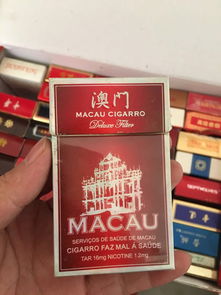 澳门
MACAU CIGARRO
Deluxe Filter
MACAU
SERVIÇOS DE SAÚDE DE MACAU
CIGARRO FAZ MAL Á SAÚDE
TAR 16mg NICOTINE 1.2mg
SEPTWOLVES